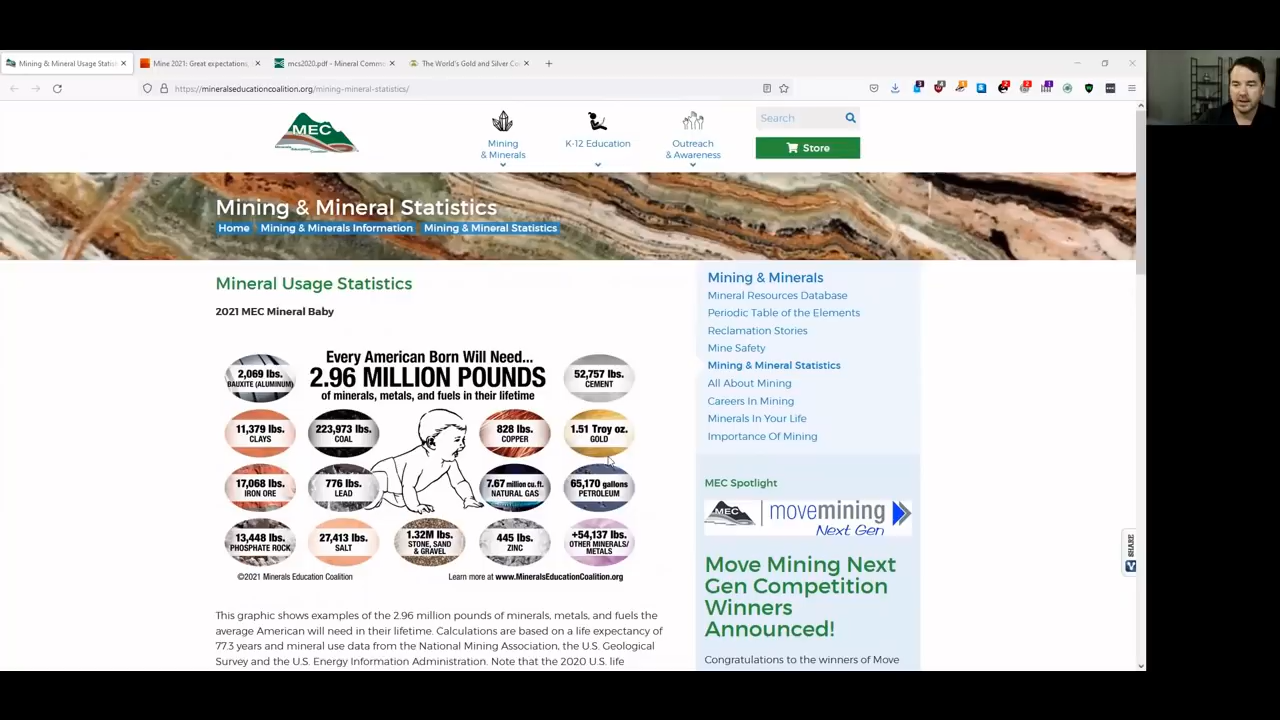 Mining & Mineral Usage Statis
Mine 2021: Great expectations,
mcs2020.pdf - Mineral Commo
The World's Gold and Silver Co
https://mineralseducationcoalition.org/mining-mineral-statistics/
MEC
Minerals Education Coalition
Mining
& Minerals
K-12 Education
Outreach
& Awareness
Search
Store
Mining & Mineral Statistics
Home
Mining & Minerals Information
Mining & Mineral Statistics
Mineral Usage Statistics
2021 MEC Mineral Baby
Every American Born Will Need...
2.96 MILLION POUNDS
of minerals, metals, and fuels in their lifetime
2,069 lbs.
BAUXITE (ALUMINUM)
52,757 lbs.
CEMENT
11,379 lbs.
CLAYS
223,973 lbs.
COAL
828 lbs.
COPPER
1.51 Troy oz.
GOLD
17,068 lbs.
IRON ORE
776 lbs.
LEAD
7.67 million cu. ft.
NATURAL GAS
65,170 gallons
PETROLEUM
13,448 lbs.
PHOSPHATE ROCK
27,413 lbs.
SALT
1.32M lbs.
STONE, SAND
& GRAVEL
445 lbs.
ZINC
+54,137 lbs.
OTHER MINERALS/
METALS
©2021 Minerals Education Coalition
Learn more at www.MineralsEducationCoalition.org
This graphic shows examples of the 2.96 million pounds of minerals, metals, and fuels the
average American will need in their lifetime. Calculations are based on a life expectancy of
77.3 years and mineral use data from the National Mining Association, the U.S. Geological
Survey and the U.S. Energy Information Administration. Note that the 2020 U.S. life
Mining & Minerals
Mineral Resources Database
Periodic Table of the Elements
Reclamation Stories
Mine Safety
Mining & Mineral Statistics
All About Mining
Careers In Mining
Minerals In Your Life
Importance Of Mining
MEC Spotlight
MEC
movemining
Next Gen
Move Mining Next
Gen Competition
Winners
Announced!
Congratulations to the winners of Move
SHARE